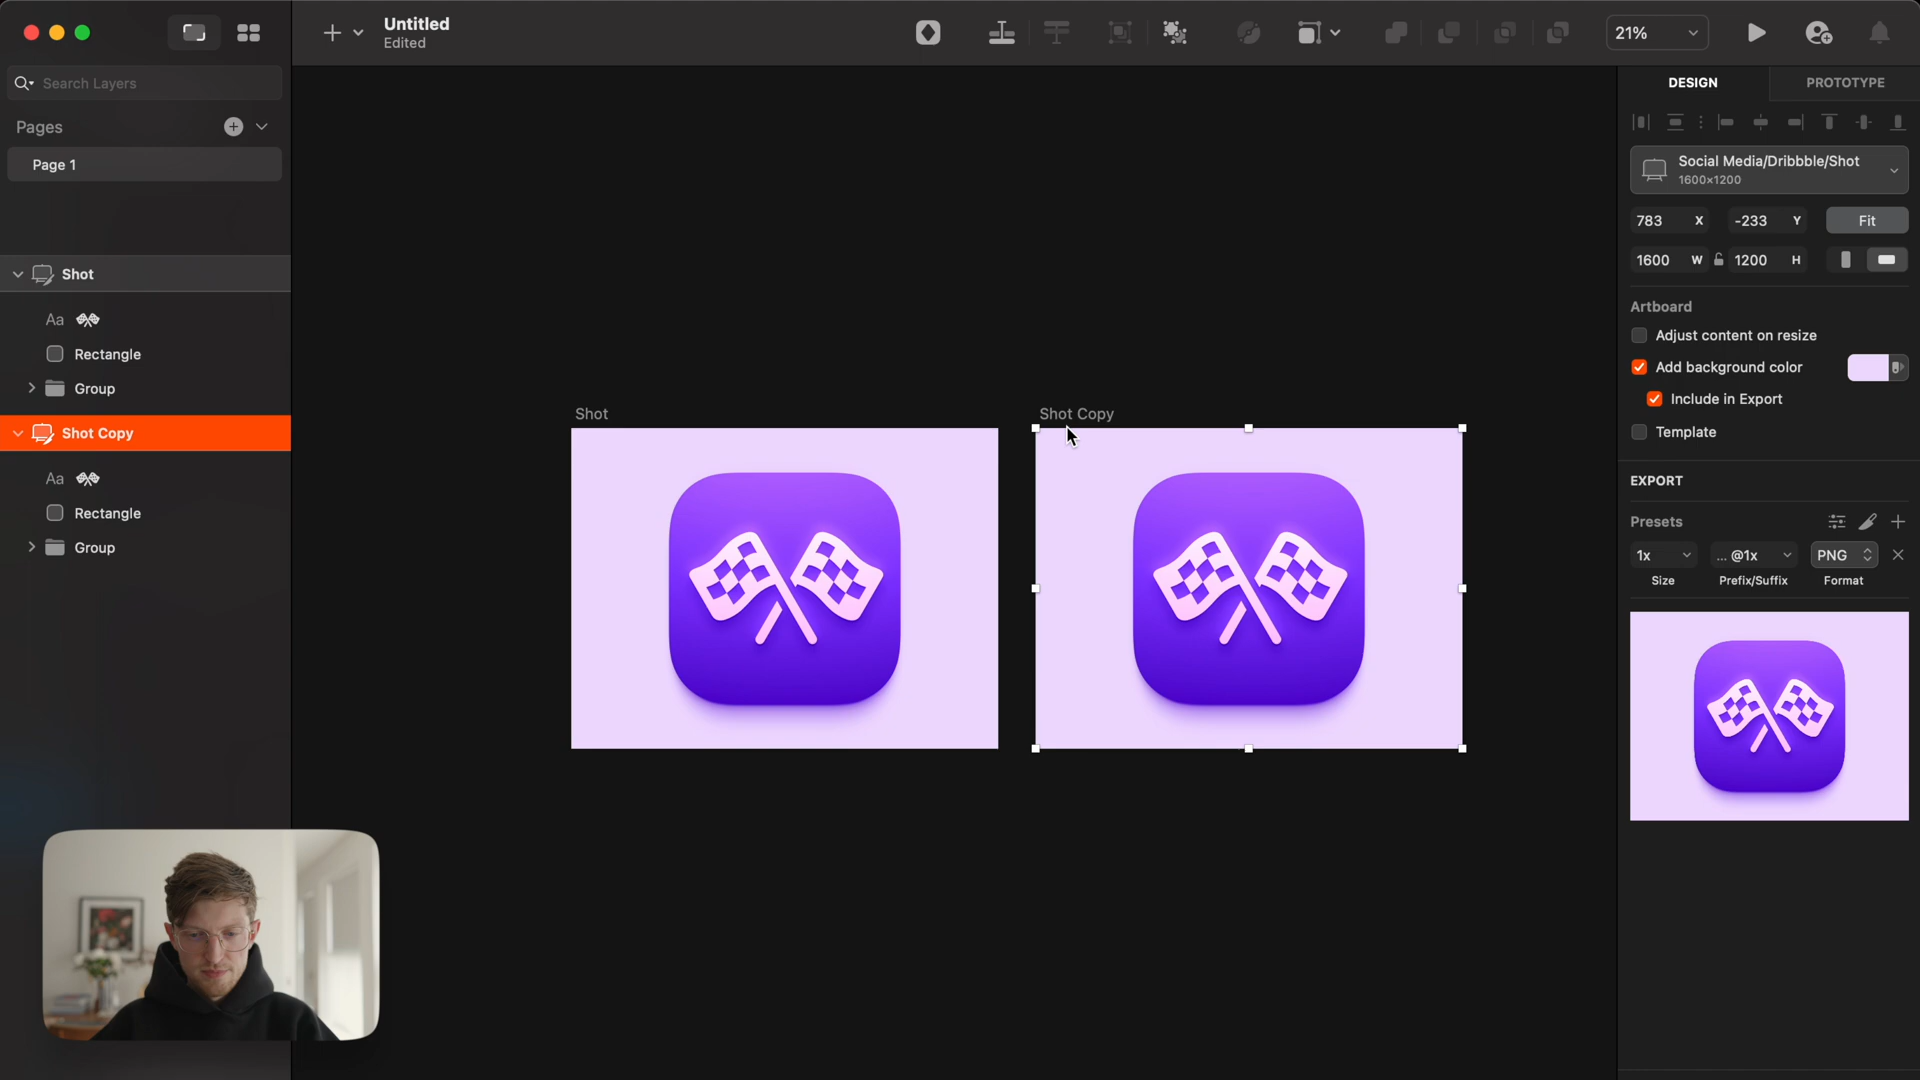 Untitled
Edited
21%
Search Layers
Pages
Page 1
Shot
Aa
Rectangle
Group
Shot Copy
Aa
Rectangle
Group
Shot
Shot Copy
DESIGN
PROTOTYPE
Social Media/Dribbble/Shot
1600×1200
783 X -233 Y Fit
1600 W 1200 H
Artboard
Adjust content on resize
Add background color
Include in Export
Template
EXPORT
Presets
1x ... @1x PNG
Size Prefix/Suffix Format